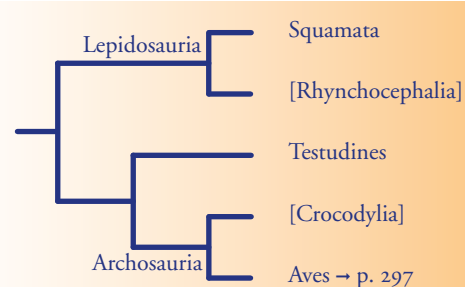 Squamata
Lepidosauria
[Rhynchocephalia]
Testudines
[Crocodylia]
Archosauria
Aves → p. 297